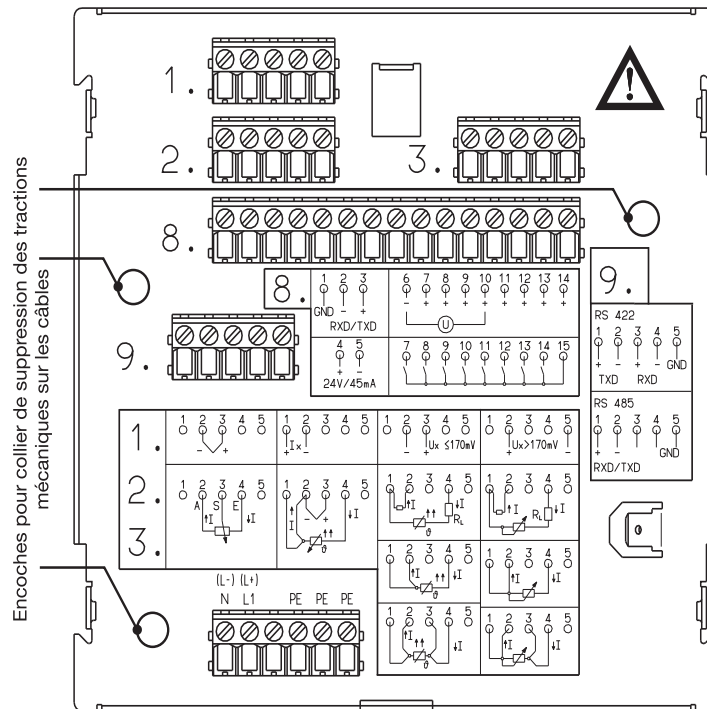 Encoches pour collier de suppression des tractions
mécaniques sur les câbles
1.
2.
3.
8.
8.
1 2 3
GND - +
RXD/TXD
6 7 8 9 10 11 12 13 14
- + + + + + + + +
U
4 5
+ -
24V/45mA
7 8 9 10 11 12 13 14 15
9.
RS 422
1 2 3 4 5
+ - + - GND
TXD RXD
RS 485
1 2 3 4 5
+ - GND
RXD/TXD
9.
1.
2.
3.
1 2 3 4 5
- +
1 2 3 4 5
+ Ix -
1 2 3 4 5
- + Ux ≤170mV
1 2 3 4 5
+ Ux>170mV -
1 2 3 4 5
A S E
I I
1 2 3 4 5
I - + I
ϑ
1 2 3 4 5
I I
RL
ϑ
1 2 3 4 5
I RL I
1 2 3 4 5
I I
ϑ
1 2 3 4 5
I I
1 2 3 4 5
I I
ϑ
1 2 3 4 5
I I
(L-) (L+)
N L1 PE PE PE